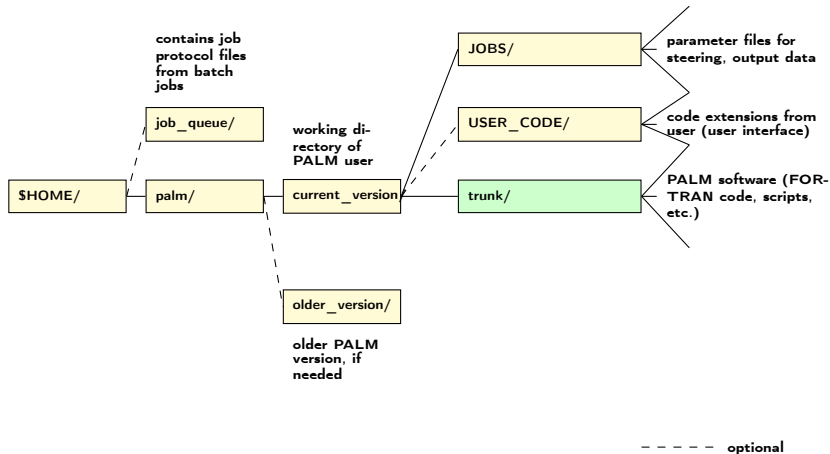 contains job
protocol files
from batch
jobs
JOBS/
parameter files for
steering, output data
job_queue/
working di-
rectory of
PALM user
USER_CODE/
code extensions from
user (user interface)
$HOME/
palm/
current_version
trunk/
PALM software (FOR-
TRAN code, scripts,
etc.)
older_version/
older PALM
version, if
needed
optional